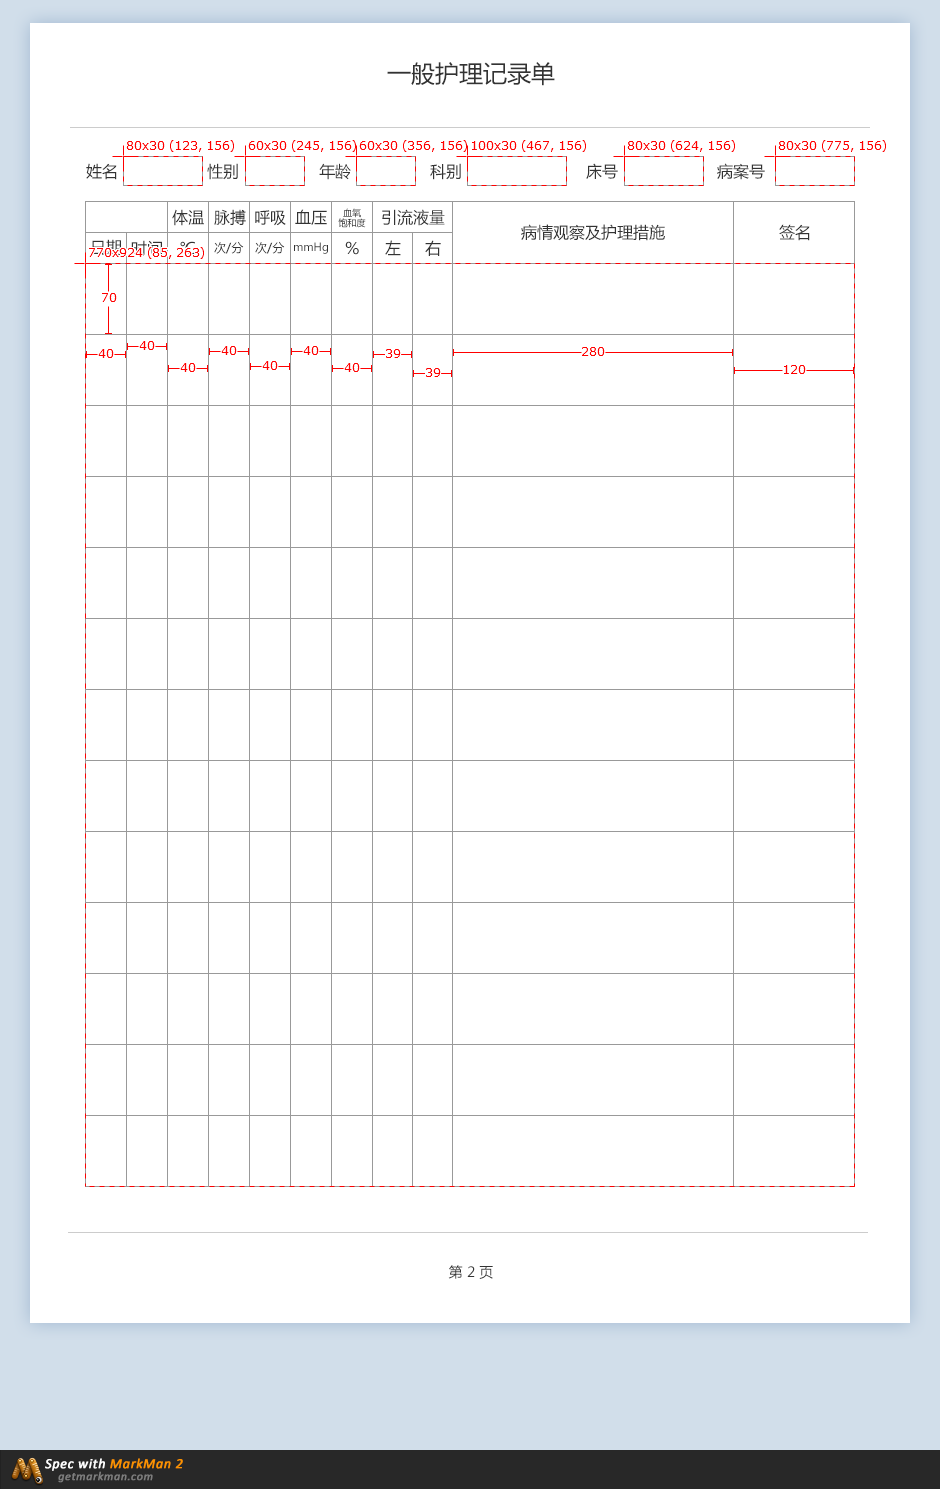 一般护理记录单
80x30 (123, 156) 60x30 (245, 156) 60x30 (356, 156) 100x30 (467, 156) 80x30 (624, 156) 80x30 (775, 156)
姓名 性别 年龄 科别 床号 病案号
体温 脉搏 呼吸 血压 血氧饱和度 引流液量 病情观察及护理措施 签名
日期 时间 ℃ 次/分 次/分 mmHg % 左 右
770x924 (85, 263)
70
40 40 40 40 40 40 40 39 39 280 120
第 2 页
Spec with MarkMan 2
getmarkman.com